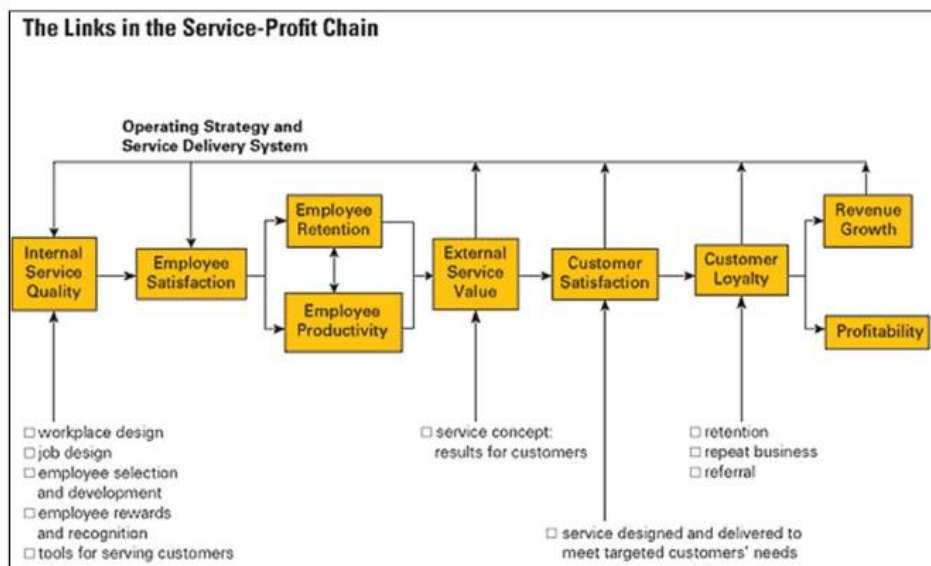 The Links in the Service-Profit Chain
Operating Strategy and
Service Delivery System
Internal
Service
Quality
Employee
Satisfaction
Employee
Retention
Employee
Productivity
External
Service
Value
Customer
Satisfaction
Customer
Loyalty
Revenue
Growth
Profitability
□ workplace design
□ job design
□ employee selection
and development
□ employee rewards
and recognition
□ tools for serving customers
□ service concept:
results for customers
□ service designed and delivered to
meet targeted customers' needs
□ retention
□ repeat business
□ referral